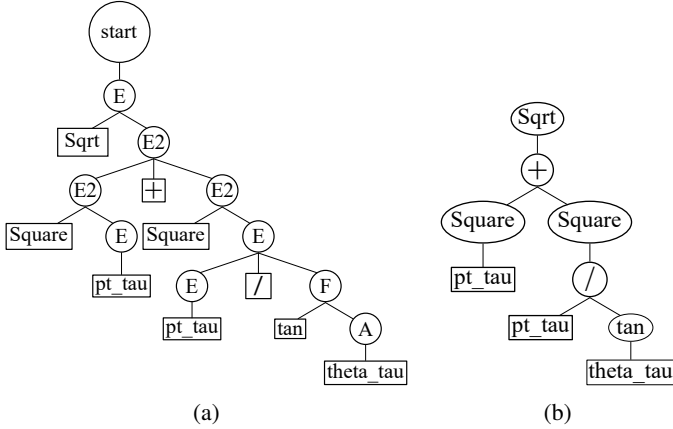 start
E
Sqrt E2
E2 + E2
Square E Square E
pt_tau E / F
pt_tau tan A
theta_tau
(a)
Sqrt
+
Square Square
pt_tau /
pt_tau tan
theta_tau
(b)